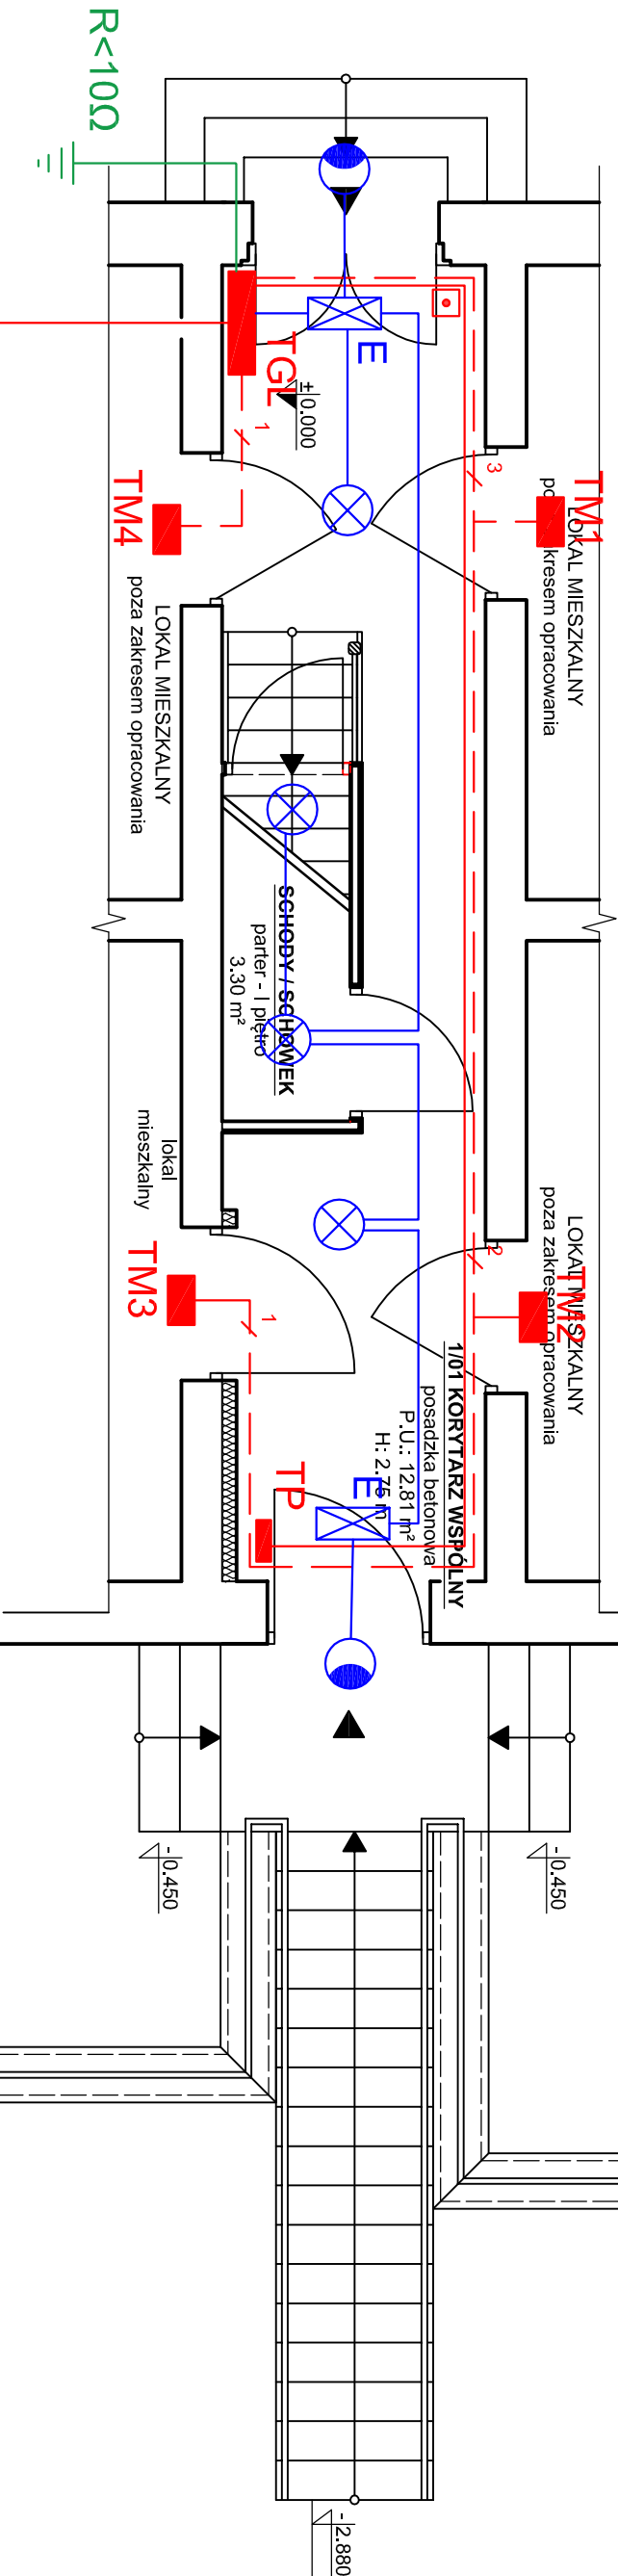 R<10Ω
TGL
E
±0.000
1
TM4
3
TM1
LOKAL MIESZKALNY
kresem opracowania
LOKAL MIESZKALNY
poza zakresem opracowania
SCHODY / SCHOWEK
parter - I piętro
3.30 m²
lokal
mieszkalny
TM3
1
2
TM2
LOKAL MIESZKALNY
poza zakresem opracowania
1/01 KORYTARZ WSPÓLNY
posadzka betonowa
P.U.: 12.81 m²
H: 2.75 m
E
TP
-0.450
-0.450
-2.880